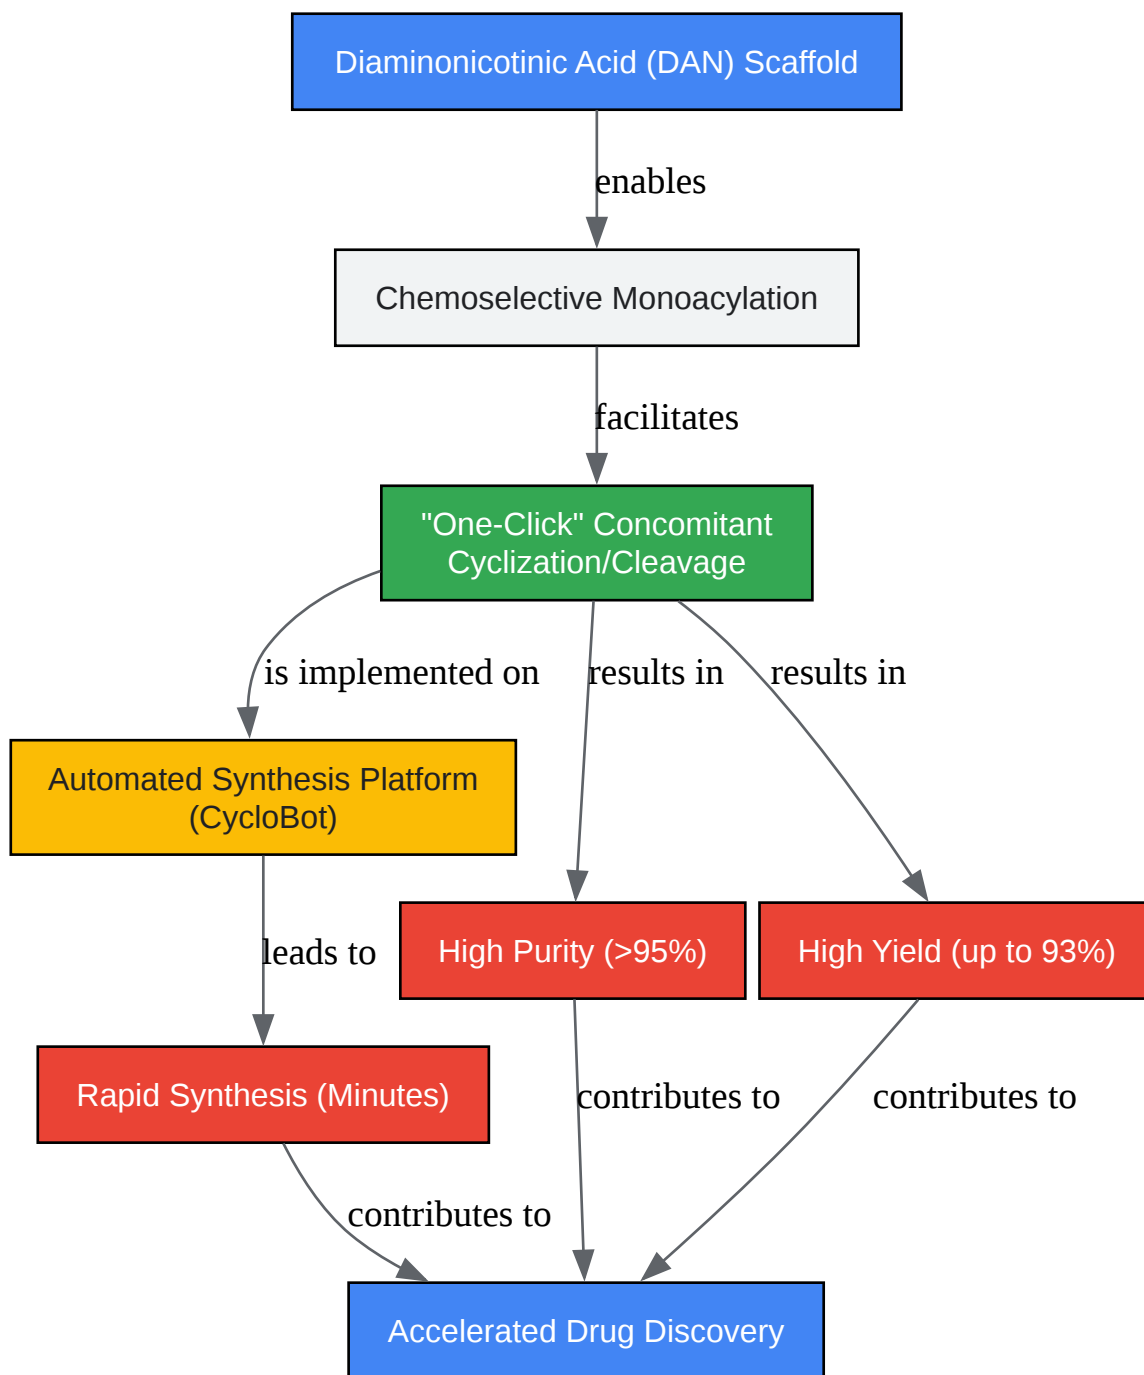 Diaminonicotinic Acid (DAN) Scaffold
enables
Chemoselective Monoacylation
facilitates
"One-Click" Concomitant
Cyclization/Cleavage
is implemented on
results in
results in
Automated Synthesis Platform
(CycloBot)
leads to
High Purity (>95%)
High Yield (up to 93%)
Rapid Synthesis (Minutes)
contributes to
contributes to
contributes to
Accelerated Drug Discovery